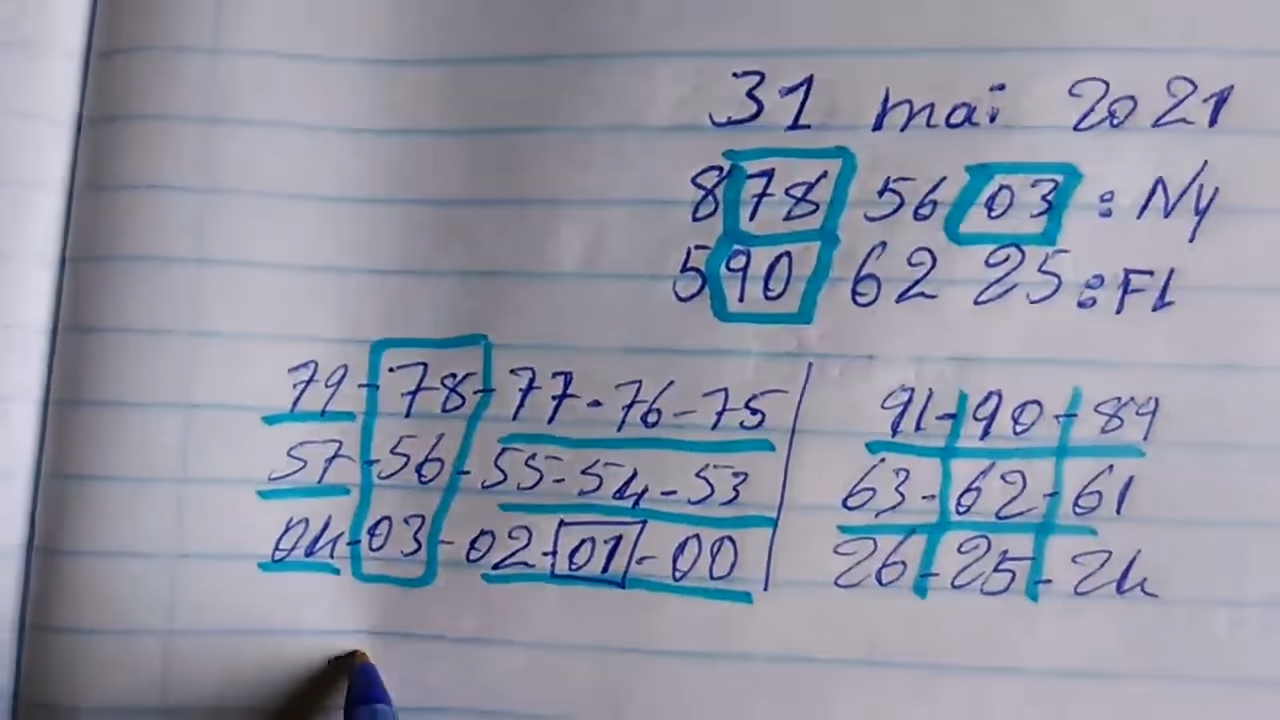 31 mai 2021
878 56 03 : Ny
590 62 25 : Fl
79-78-77-76-75 91-90-89
57-56-55-54-53 63-62-61
04-03-02-01-00 26-25-24